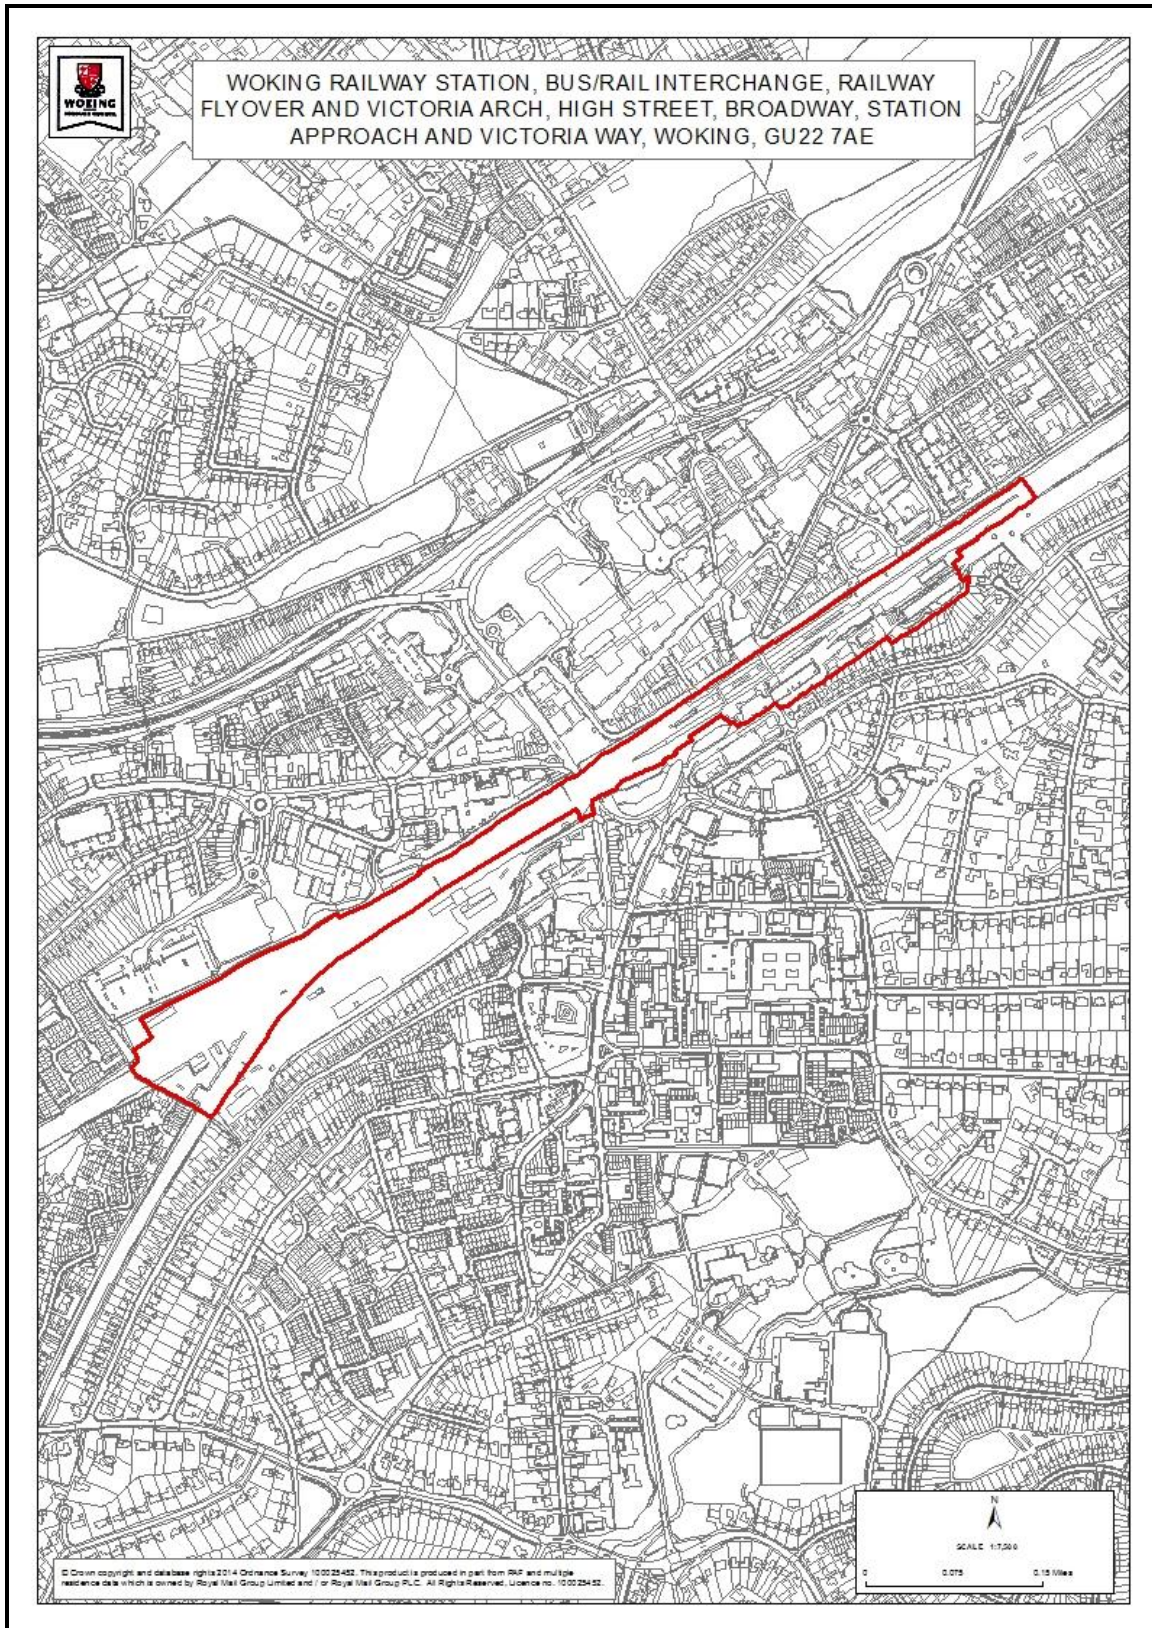 WOKING RAILWAY STATION, BUS/RAIL INTERCHANGE, RAILWAY
FLYOVER AND VICTORIA ARCH, HIGH STREET, BROADWAY, STATION
APPROACH AND VICTORIA WAY, WOKING, GU22 7AE
WOKING
N
SCALE 1:7,500
0 0.075 0.15 Miles
© Crown copyright and database rights 2014 Ordnance Survey 100025452. This product is produced in part from PAF and multiple
residence data which is owned by Royal Mail Group Limited and / or Royal Mail Group PLC. All Rights Reserved, Licence no. 100025452.